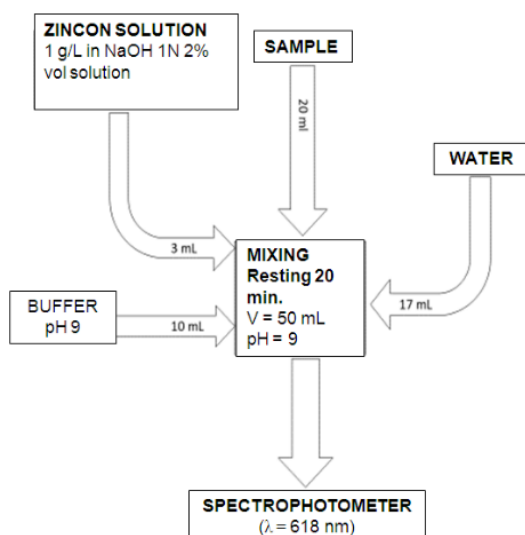 ZINCON SOLUTION
1 g/L in NaOH 1N 2%
vol solution
SAMPLE
20 ml
WATER
3 mL
MIXING
Resting 20
min.
V = 50 mL
pH = 9
17 mL
BUFFER
pH 9
10 mL
SPECTROPHOTOMETER
(λ = 618 nm)